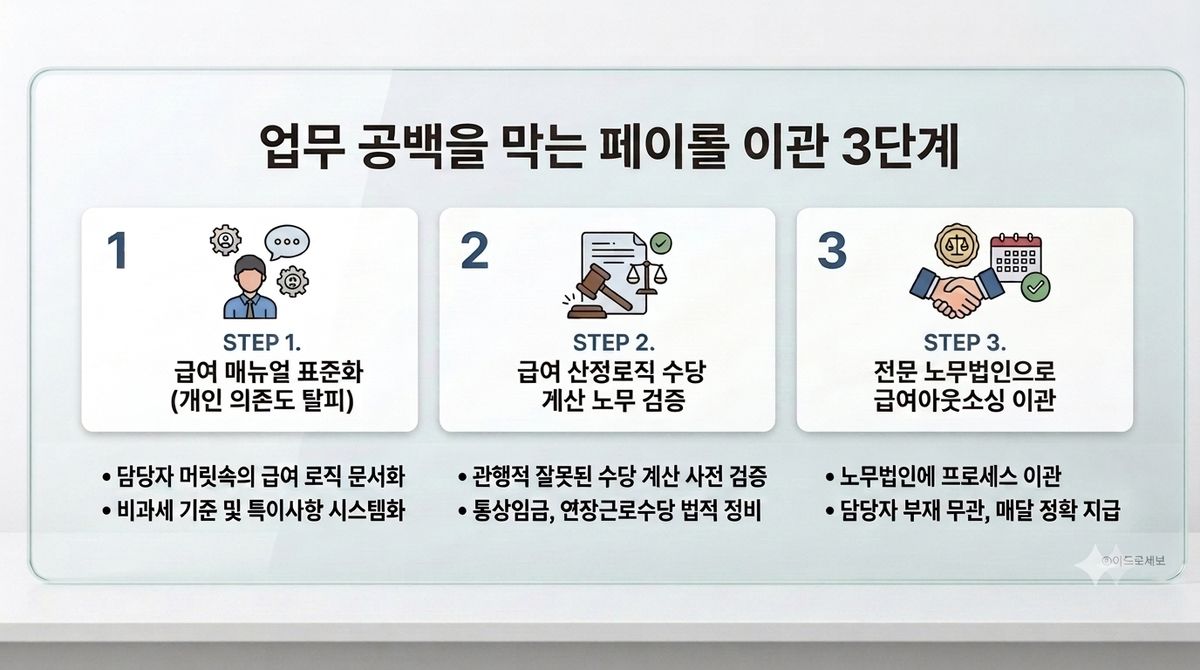 업무 공백을 막는 페이롤 이관 3단계
1
STEP 1.
급여 매뉴얼 표준화
(개인 의존도 탈피)
• 담당자 머릿속의 급여 로직 문서화
• 비과세 기준 및 특이사항 시스템화
2
STEP 2.
급여 산정로직 수당
계산 노무 검증
• 관행적 잘못된 수당 계산 사전 검증
• 통상임금, 연장근로수당 법적 정비
3
STEP 3.
전문 노무법인으로
급여아웃소싱 이관
• 노무법인에 프로세스 이관
• 담당자 부재 무관, 매달 정확 지급